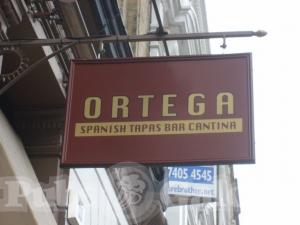 ORTEGA
SPANISH TAPAS BAR CANTINA
7405 4545